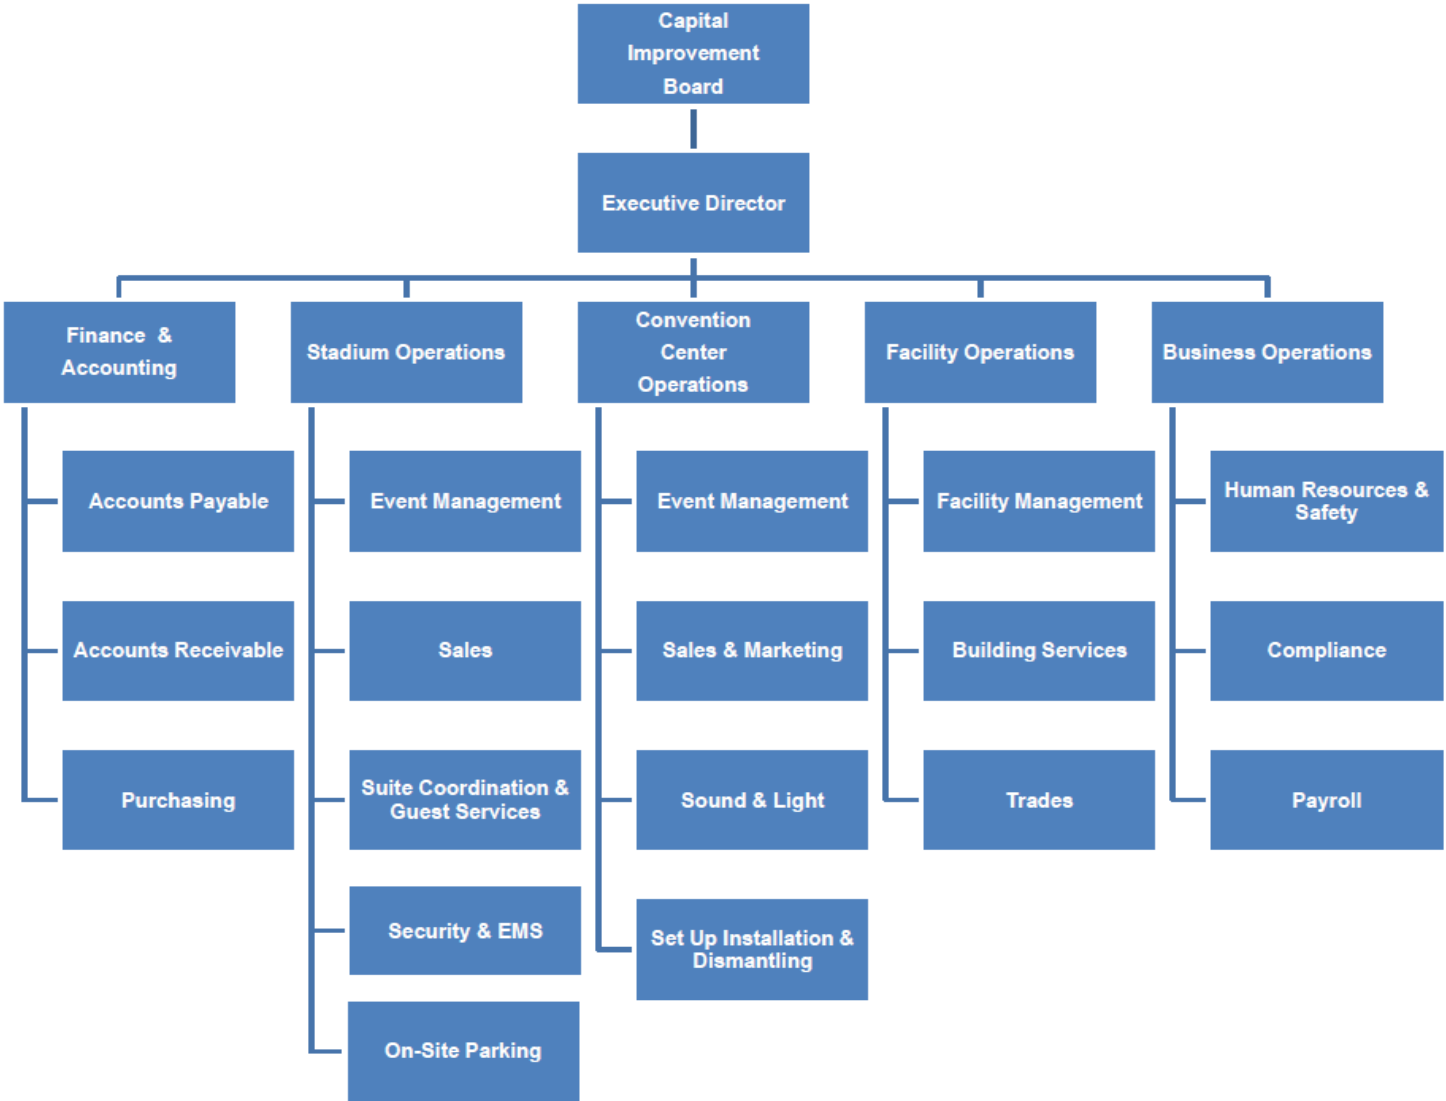 Capital
Improvement
Board
Executive Director
Finance & 
Accounting
Stadium Operations
Convention
Center
Operations
Facility Operations
Business Operations
Accounts Payable
Accounts Receivable
Purchasing
Event Management
Sales
Suite Coordination &
Guest Services
Security & EMS
On-Site Parking
Event Management
Sales & Marketing
Sound & Light
Set Up Installation &
Dismantling
Facility Management
Building Services
Trades
Human Resources &
Safety
Compliance
Payroll